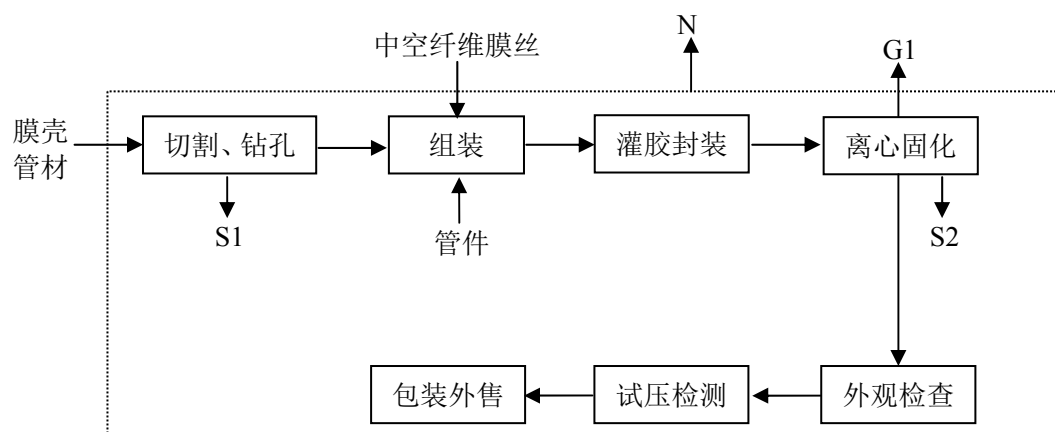 N
中空纤维膜丝
G1
膜壳
管材
切割、钻孔
组装
灌胶封装
离心固化
S1
管件
S2
包装外售
试压检测
外观检查